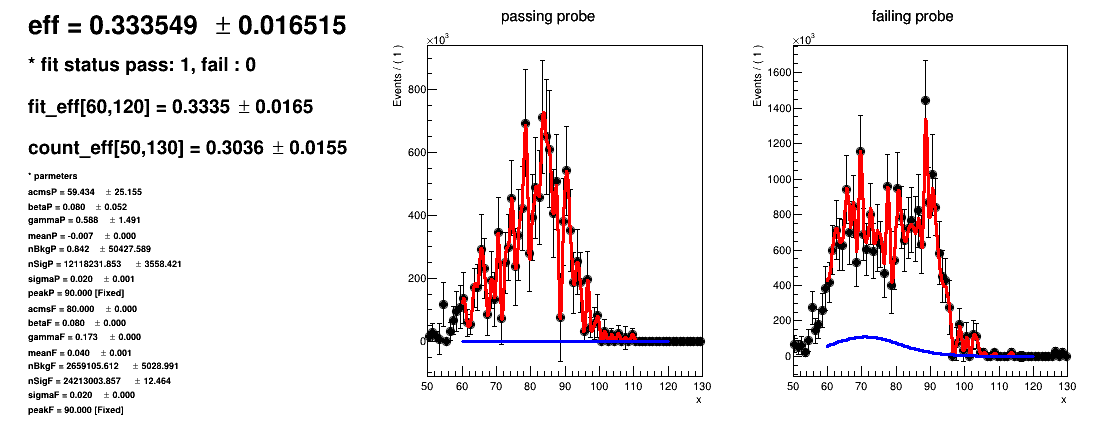 eff = 0.333549 ± 0.016515
* fit status pass: 1, fail : 0
fit_eff[60,120] = 0.3335 ± 0.0165
count_eff[50,130] = 0.3036 ± 0.0155
* parmeters
acmsP = 59.434 ± 25.155
betaP = 0.080 ± 0.052
gammaP = 0.588 ± 1.491
meanP = -0.007 ± 0.000
nBkgP = 0.842 ± 50427.589
nSigP = 12118231.853 ± 3558.421
sigmaP = 0.020 ± 0.001
peakP = 90.000 [Fixed]
acmsF = 80.000 ± 0.000
betaF = 0.080 ± 0.000
gammaF = 0.173 ± 0.000
meanF = 0.040 ± 0.001
nBkgF = 2659105.612 ± 5028.991
nSigF = 24213003.857 ± 12.464
sigmaF = 0.020 ± 0.000
peakF = 90.000 [Fixed]
passing probe
×10³
Events / ( 1 )
800
600
400
200
0
50 60 70 80 90 100 110 120 130
x
failing probe
×10³
Events / ( 1 )
1600
1400
1200
1000
800
600
400
200
0
50 60 70 80 90 100 110 120 130
x